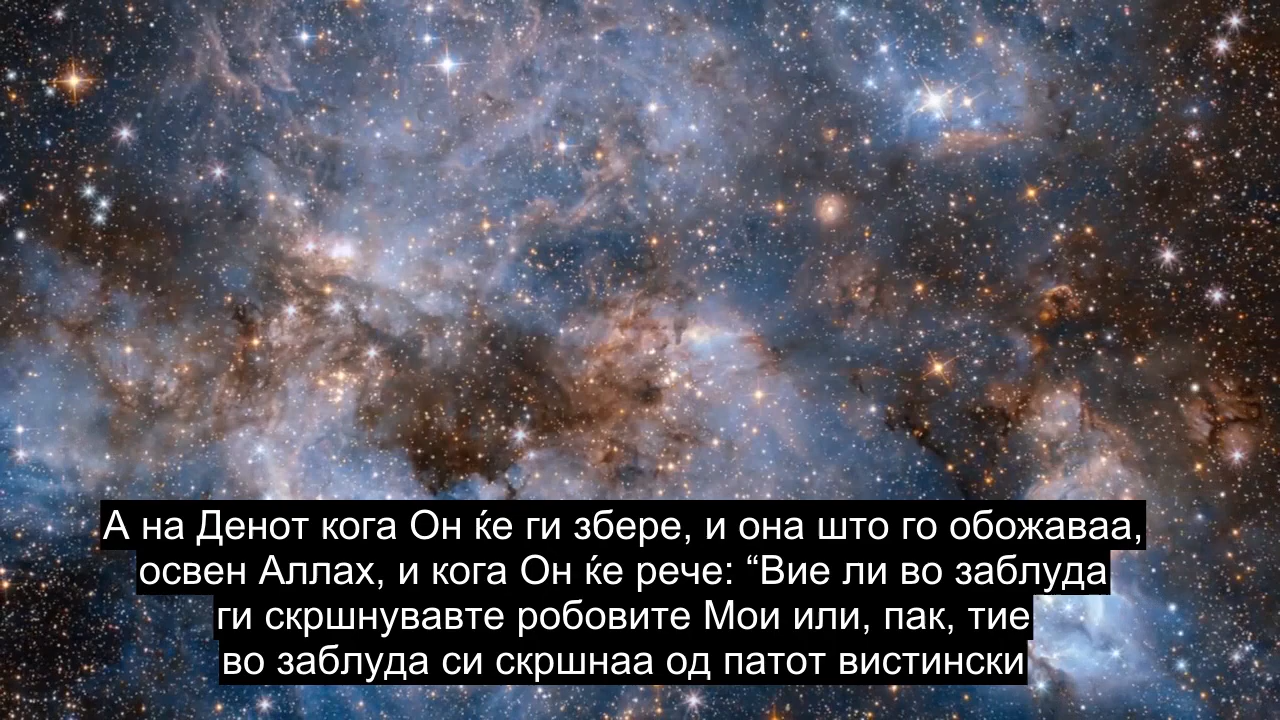 А на Денот кога Он ќе ги збере, и она што го обожаваа,
освен Аллах, и кога Он ќе рече: “Вие ли во заблуда
ги скршнувавте робовите Мои или, пак, тие
во заблуда си скршнаа од патот вистински